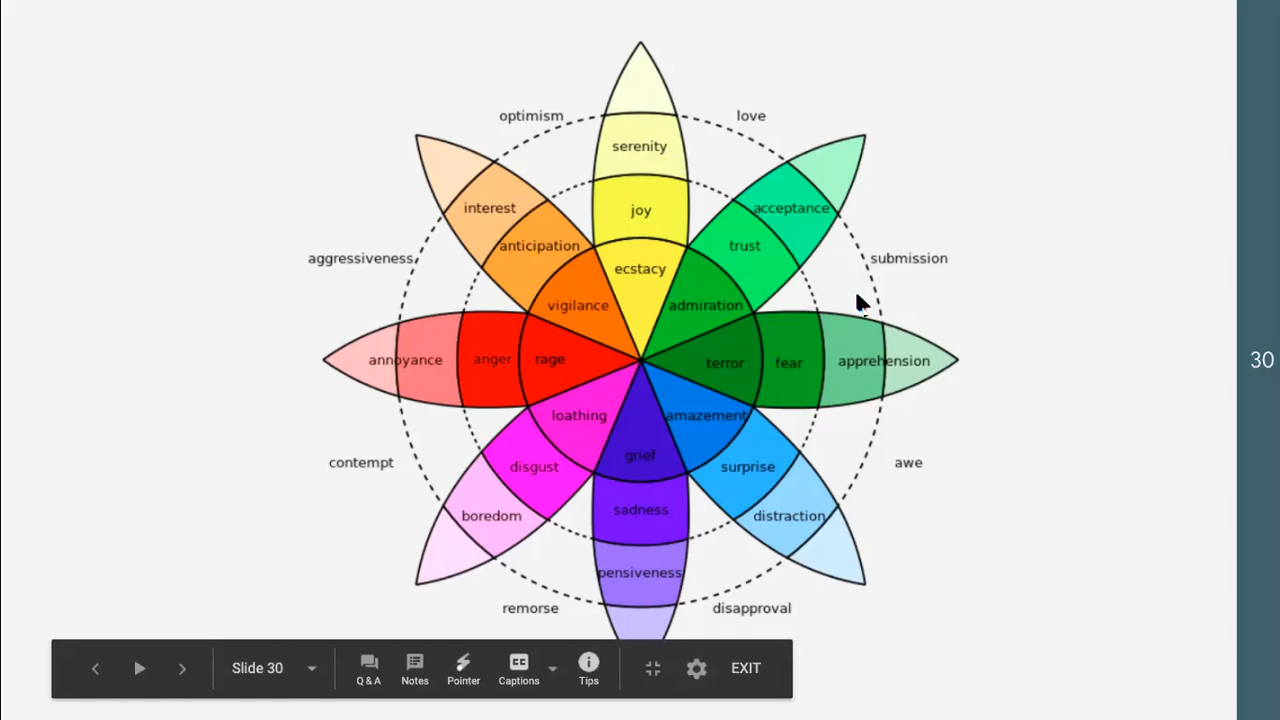 optimism
love
serenity
interest
joy
acceptance
anticipation
trust
aggressiveness
submission
ecstacy
vigilance
admiration
annoyance
anger
rage
terror
fear
apprehension
30
loathing
amazement
contempt
disgust
grief
surprise
awe
boredom
sadness
distraction
pensiveness
remorse
disapproval
Slide 30
Q & A
Notes
Pointer
CC
Captions
Tips
EXIT